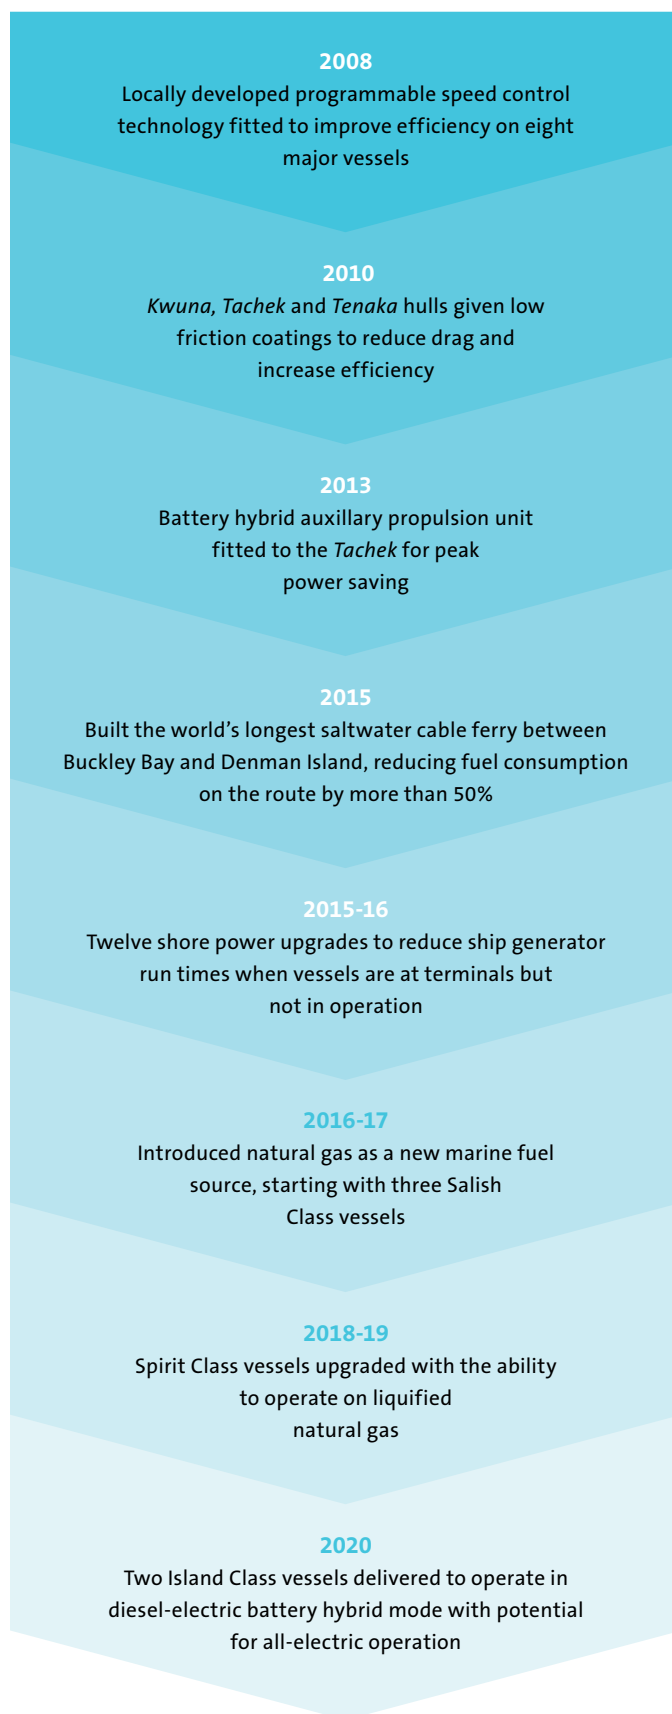 2008
Locally developed programmable speed control
technology fitted to improve efficiency on eight
major vessels
2010
Kwuna, Tachek and Tenaka hulls given low
friction coatings to reduce drag and
increase efficiency
2013
Battery hybrid auxillary propulsion unit
fitted to the Tachek for peak
power saving
2015
Built the world's longest saltwater cable ferry between
Buckley Bay and Denman Island, reducing fuel consumption
on the route by more than 50%
2015-16
Twelve shore power upgrades to reduce ship generator
run times when vessels are at terminals but
not in operation
2016-17
Introduced natural gas as a new marine fuel
source, starting with three Salish
Class vessels
2018-19
Spirit Class vessels upgraded with the ability
to operate on liquified
natural gas
2020
Two Island Class vessels delivered to operate in
diesel-electric battery hybrid mode with potential
for all-electric operation